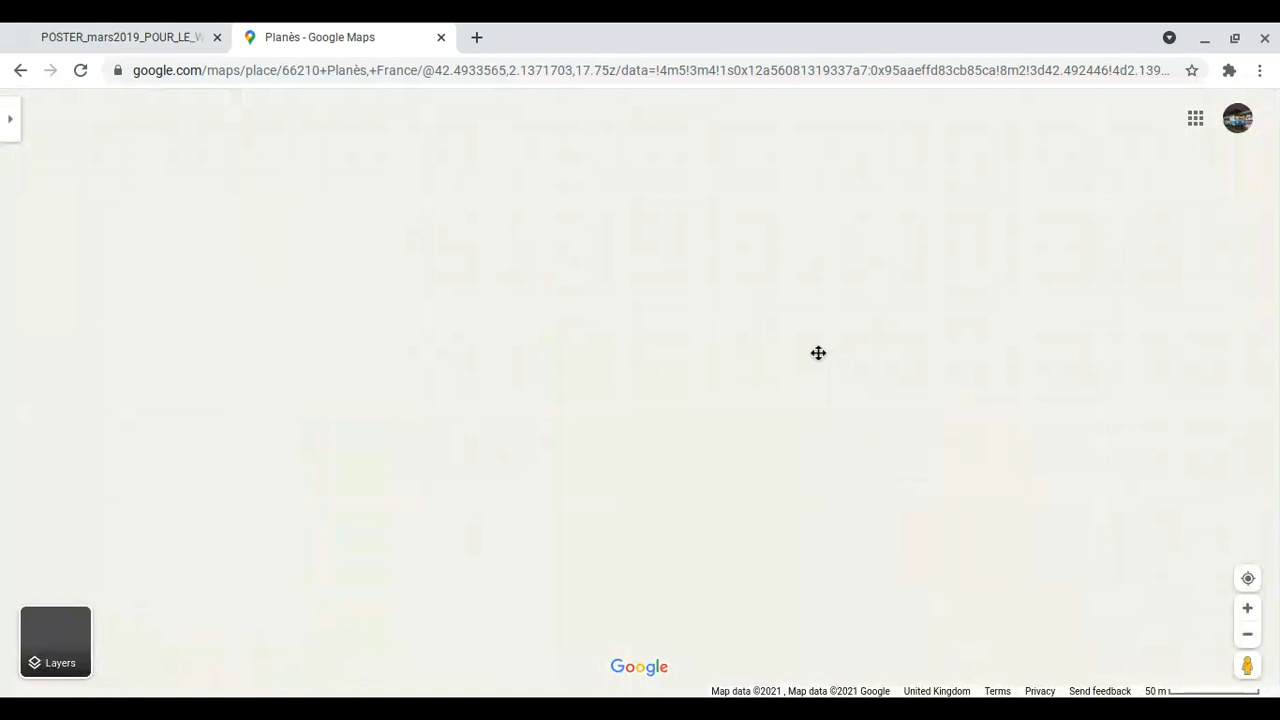 POSTER_mars2019_POUR_LE_W
Planès - Google Maps
google.com/maps/place/66210+Planès,+France/@42.4933565,2.1371703,17.75z/data=!4m5!3m4!1s0x12a56081319337a7:0x95aaeffd83cb85ca!8m2!3d42.492446!4d2.139...
Layers
Google
Map data ©2021 , Map data ©2021 Google United Kingdom Terms Privacy Send feedback 50 m